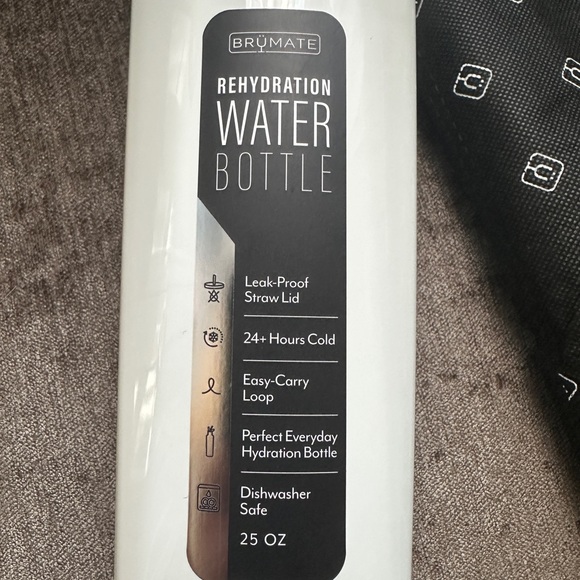 BRÜMATE
REHYDRATION
WATER
BOTTLE
Leak-Proof
Straw Lid
24+ Hours Cold
Easy-Carry
Loop
Perfect Everyday
Hydration Bottle
Dishwasher
Safe
25 OZ